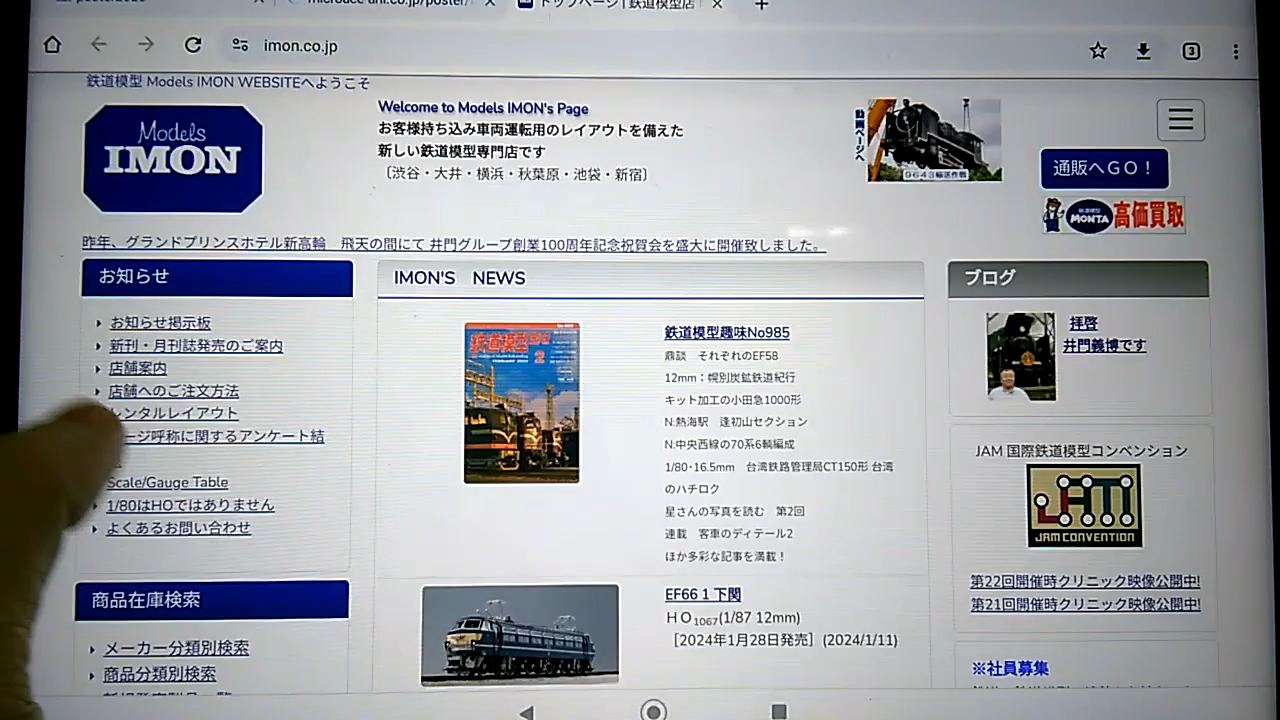 imon.co.jp
3
鉄道模型 Models IMON WEBSITEへようこそ
Models
IMON
Welcome to Models IMON's Page
お客様持ち込み車両運転用のレイアウトを備えた
新しい鉄道模型専門店です
〔渋谷・大井・横浜・秋葉原・池袋・新宿〕
動画ページへ
9643輸送作戦
通販へＧＯ！
MONTA
高価買取
昨年、グランドプリンスホテル新高輪　飛天の間にて 井門グループ創業100周年記念祝賀会を盛大に開催致しました。
お知らせ
お知らせ掲示板
新刊・月刊誌発売のご案内
店舗案内
店舗へのご注文方法
レンタルレイアウト
ージ呼称に関するアンケート結
Scale/Gauge Table
1/80はHOではありません
よくあるお問い合わせ
商品在庫検索
メーカー分類別検索
商品分類別検索
IMON'S　NEWS
鉄道模型趣味No985
鼎談　それぞれのEF58
12mm：幌別炭鉱鉄道紀行
キット加工の小田急1000形
N:熱海駅　逢初山セクション
N:中央西線の70系6輌編成
1/80･16.5mm　台湾鉄路管理局CT150形 台湾
のハチロク
星さんの写真を読む　第2回
連載　客車のディテール2
ほか多彩な記事を満載！
EF66 1 下関
ＨＯ1067(1/87 12mm)
［2024年1月28日発売］(2024/1/11)
ブログ
拝啓
井門義博です
JAM 国際鉄道模型コンベンション
JAM CONVENTION
第22回開催時クリニック映像公開中!
第21回開催時クリニック映像公開中!
※社員募集